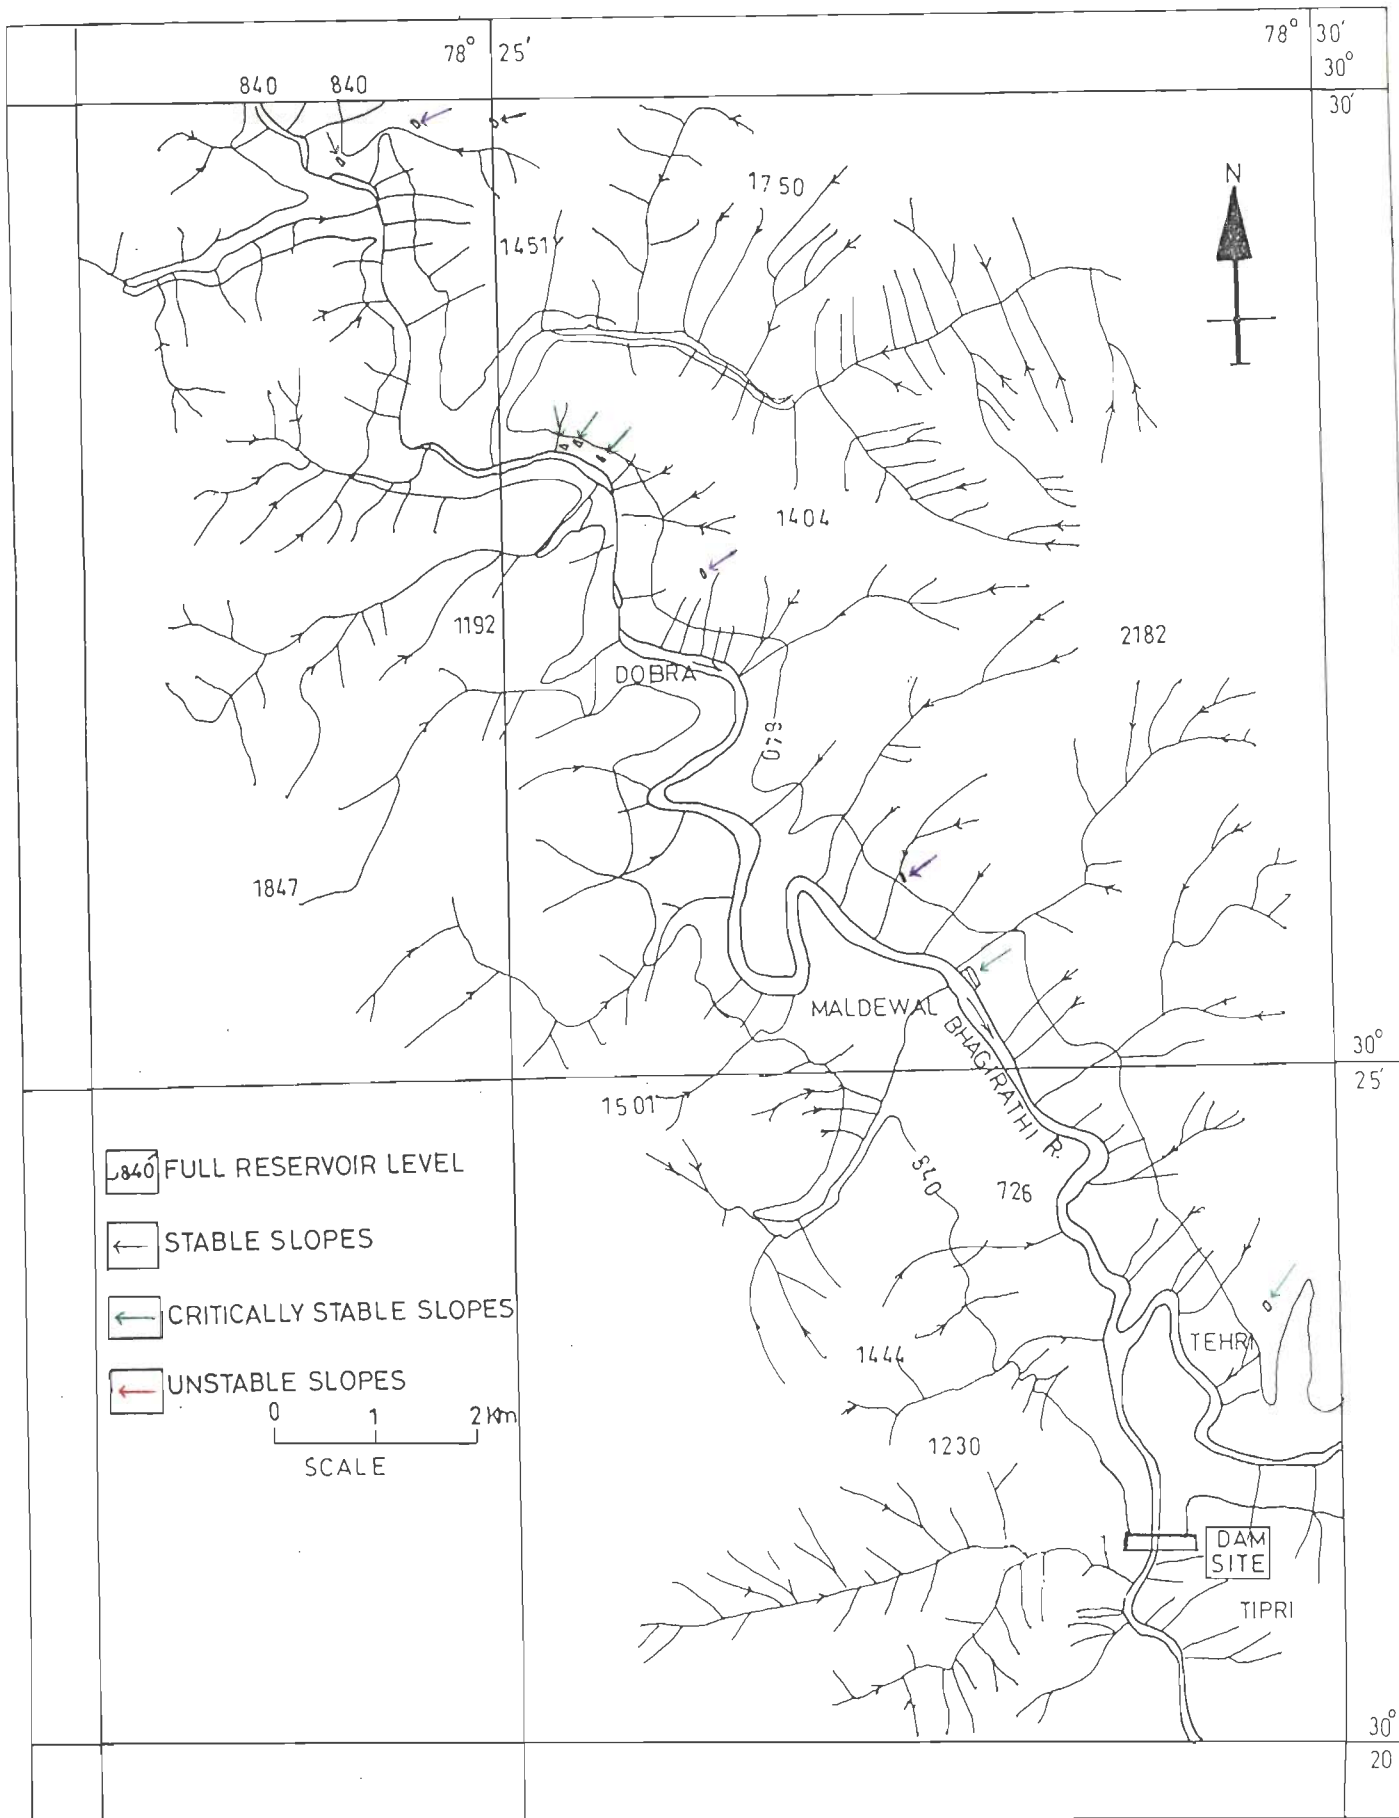 78° 25'
78° 30'
30°
30'
840 840
N
1750
1451
1404
1192
2182
DOBRA
840
1847
MALDEWAL
BHAGIRATHI R.
30°
25'
1501
840
726
840 FULL RESERVOIR LEVEL
STABLE SLOPES
CRITICALLY STABLE SLOPES
UNSTABLE SLOPES
0 1 2 Km
SCALE
TEHRI
1444
1230
DAM
SITE
TIPRI
30°
20